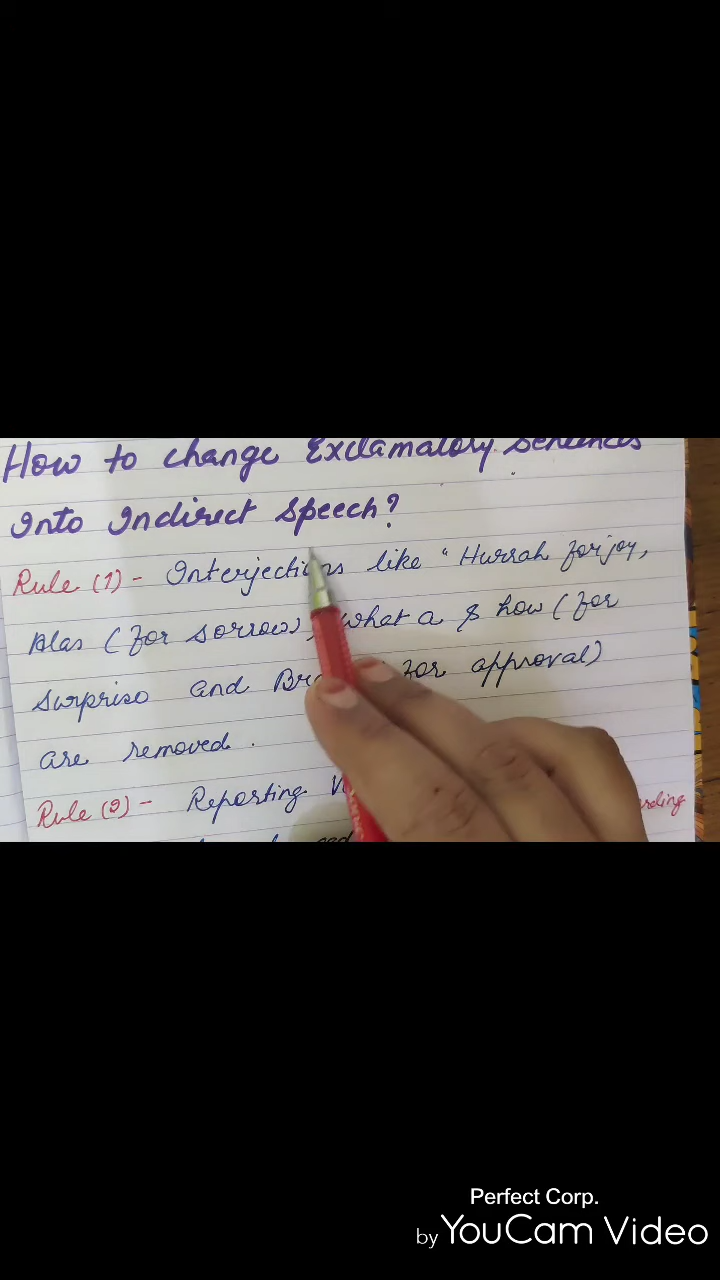 How to change Exclamatory sentences
Into Indirect Speech?
Rule (1) - Interjections like "Hurrah for joy,
Alas (for sorrow), what a & how (for
surprise and for approval)
are removed.
Rule (2) - Reporting
Perfect Corp.
by YouCam Video